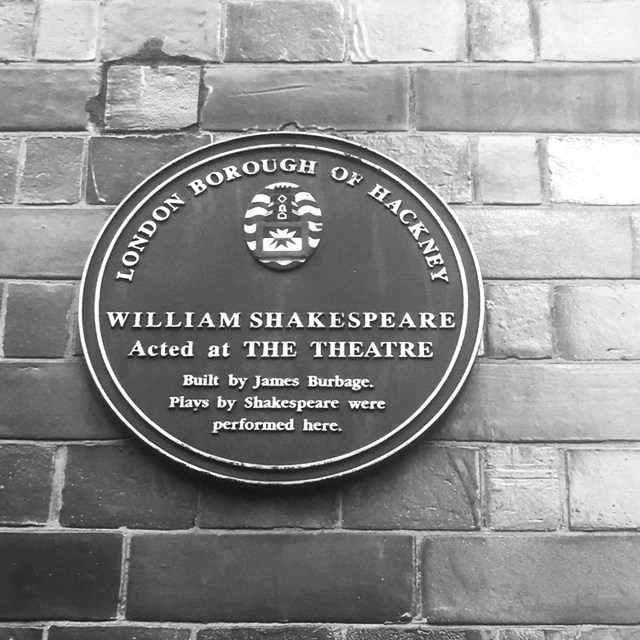 LONDON BOROUGH OF HACKNEY
WILLIAM SHAKESPEARE
Acted at THE THEATRE
Built by James Burbage.
Plays by Shakespeare were
performed here.